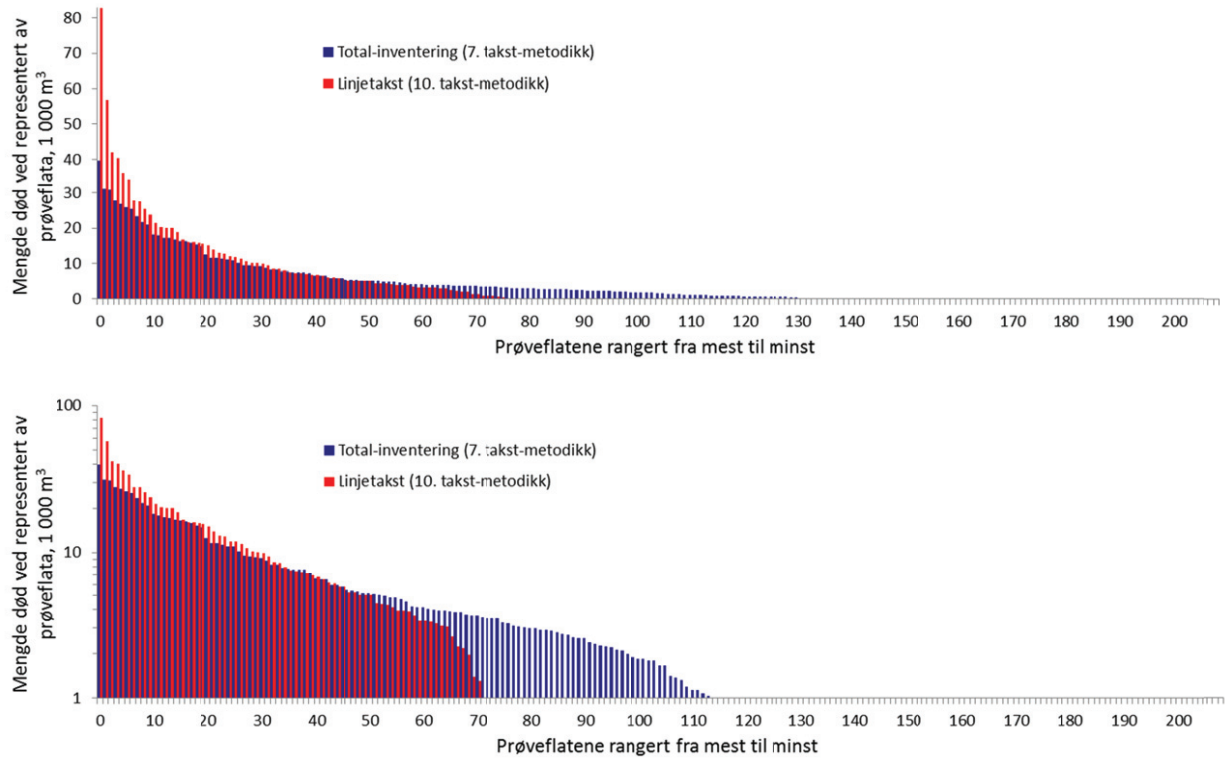 Mengde død ved representert av
prøveflata, 1 000 m³
80
70
60
50
40
30
20
10
0
Total-inventering (7. takst-metodikk)
Linjetakst (10. takst-metodikk)
0 10 20 30 40 50 60 70 80 90 100 110 120 130 140 150 160 170 180 190 200
Prøveflatene rangert fra mest til minst
Mengde død ved representert av
prøveflata, 1 000 m³
100
10
1
Total-inventering (7. takst-metodikk)
Linjetakst (10. takst-metodikk)
0 10 20 30 40 50 60 70 80 90 100 110 120 130 140 150 160 170 180 190 200
Prøveflatene rangert fra mest til minst